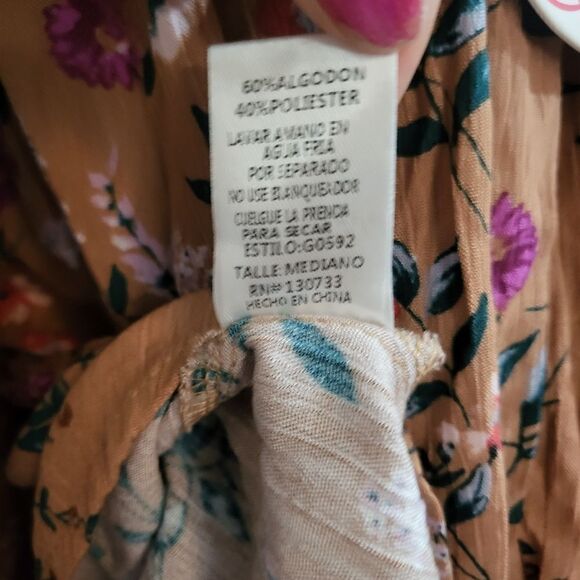 60%ALGODON
40%POLIESTER
LAVAR A MANO EN
AGUA FRIA
POR SEPARADO
NO USE BLANQUEADOR
CUELGUE LA PRENDA
PARA SECAR
ESTILO:G0592
TALLE: MEDIANO
RN# 130733
HECHO EN CHINA